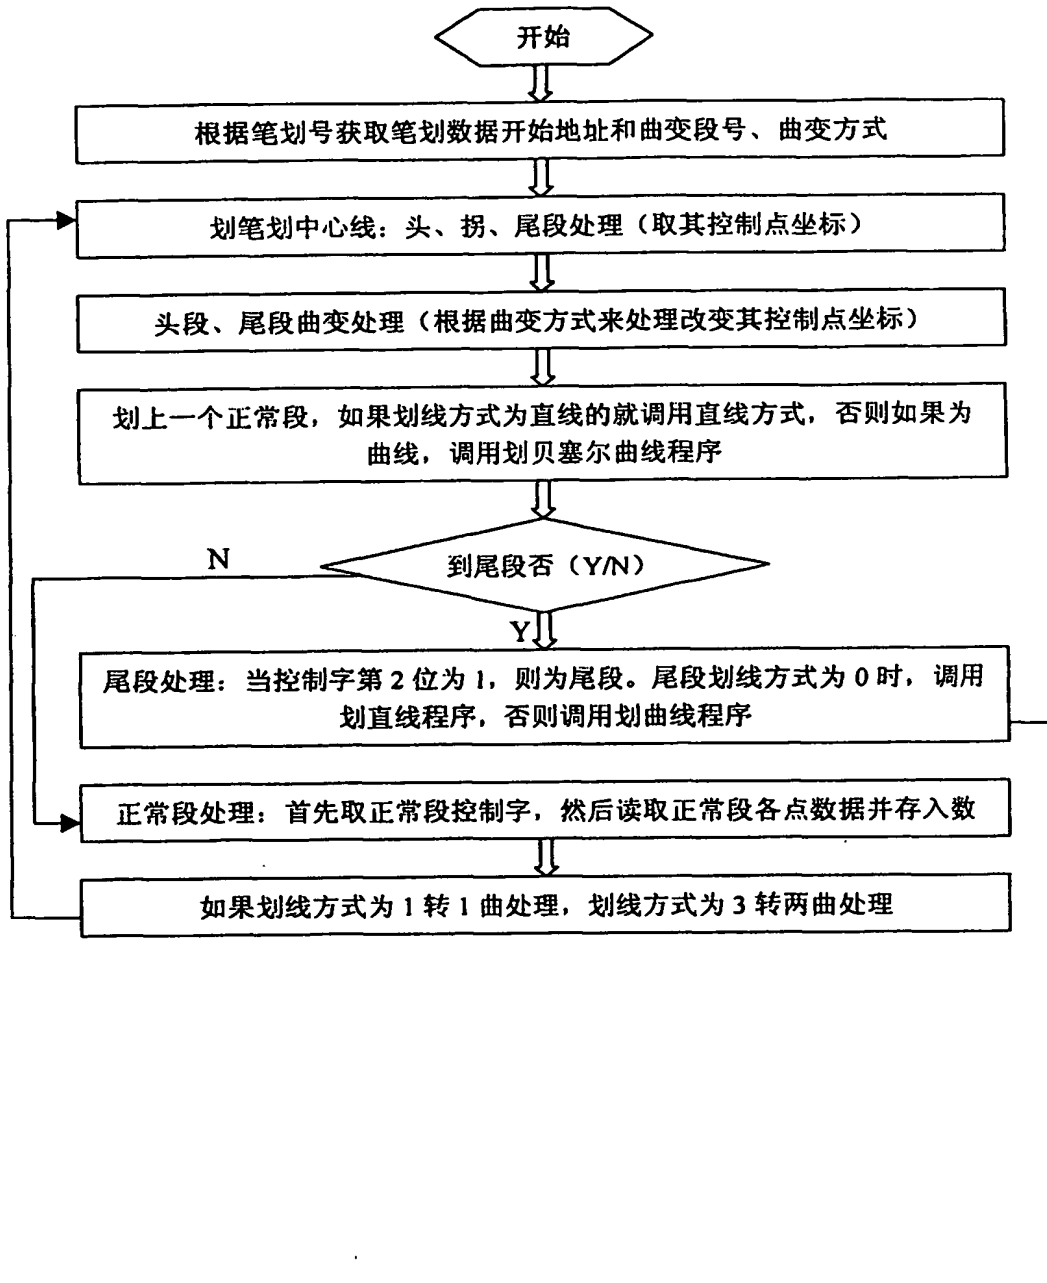 开始
根据笔划号获取笔划数据开始地址和曲变段号、曲变方式
划笔划中心线：头、拐、尾段处理（取其控制点坐标）
头段、尾段曲变处理（根据曲变方式来处理改变其控制点坐标）
划上一个正常段，如果划线方式为直线的就调用直线方式，否则如果为
曲线，调用划贝塞尔曲线程序
到尾段否（Y/N）
N
Y
尾段处理：当控制字第2位为1，则为尾段。尾段划线方式为0时，调用
划直线程序，否则调用划曲线程序
正常段处理：首先取正常段控制字，然后读取正常段各点数据并存入数
如果划线方式为1转1曲处理，划线方式为3转两曲处理